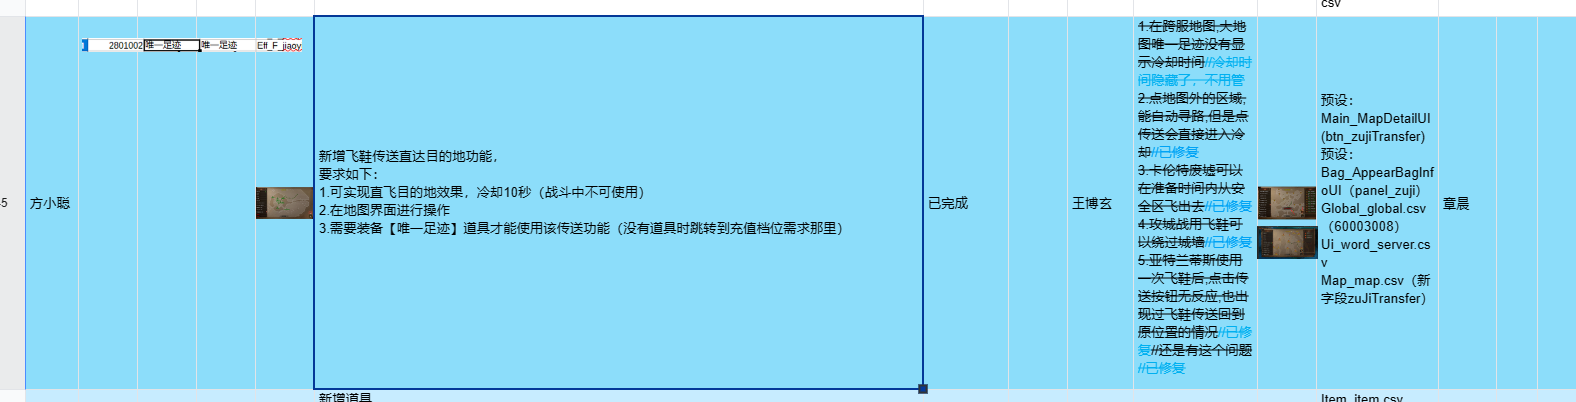 csv
5
方小聪
2801002 唯一足迹 唯一足迹 Eff_F_jiaoy
新增飞鞋传送直达目的地功能，
要求如下：
1.可实现直飞目的地效果，冷却10秒（战斗中不可使用）
2.在地图界面进行操作
3.需要装备【唯一足迹】道具才能使用该传送功能（没有道具时跳转到充值档位需求那里）
已完成
王博玄
1.在跨服地图,大地
图唯一足迹没有显
示冷却时间//冷却时
间隐藏了，不用管
2.点地图外的区域,
能自动寻路,但是点
传送会直接进入冷
却//已修复
3.卡伦特废墟可以
在准备时间内从安
全区飞出去//已修复
4.攻城战用飞鞋可
以绕过城墙//已修复
5.亚特兰蒂斯使用
一次飞鞋后,点击传
送按钮无反应,也出
现过飞鞋传送回到
原位置的情况//已修
复//还是有这个问题
//已修复
预设：
Main_MapDetailUI
(btn_zujiTransfer)
预设：
Bag_AppearBagInf
oUI（panel_zuji）
Global_global.csv
（60003008）
Ui_word_server.cs
v
Map_map.csv（新
字段zuJiTransfer）
章晨
新增道具
Item_item.csv